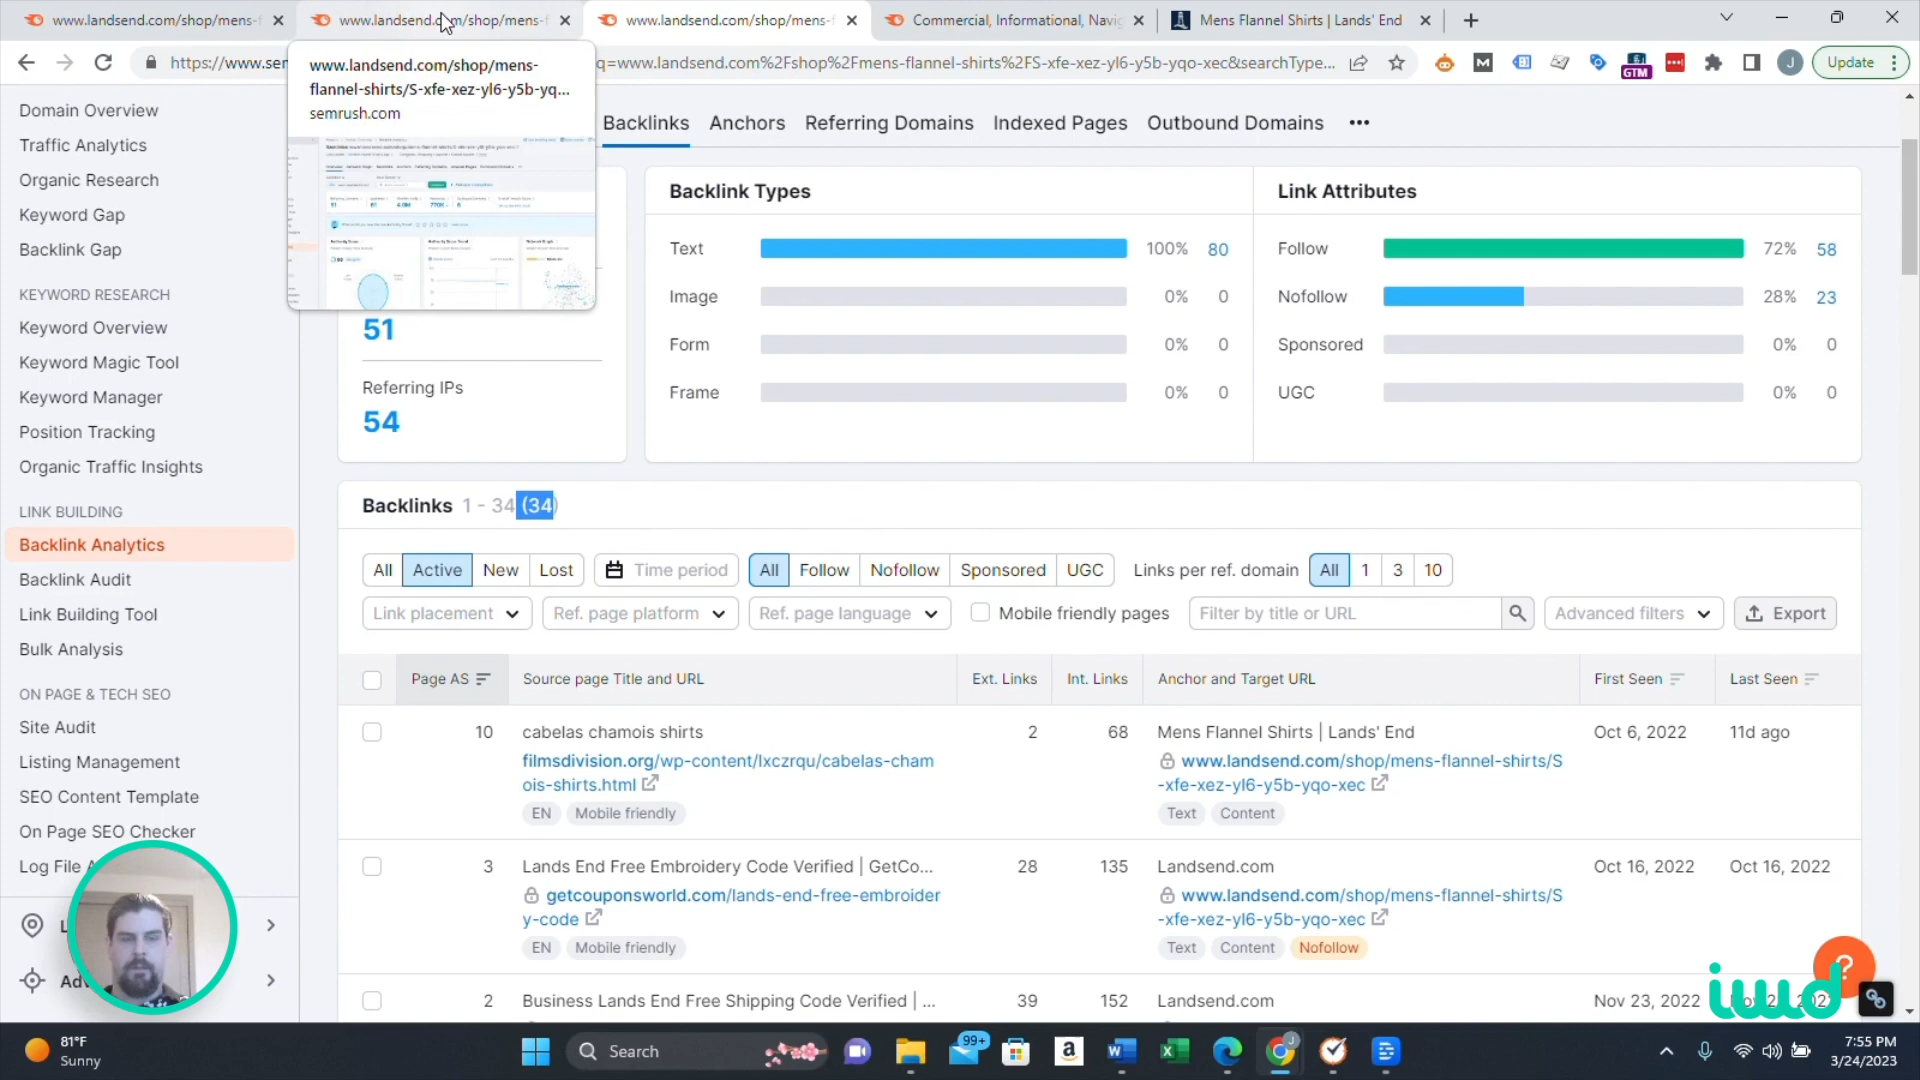 www.landsend.com/shop/mens-f
www.landsend.com/shop/mens-f
www.landsend.com/shop/mens-f
Commercial, Informational, Navig
Mens Flannel Shirts | Lands' End
https://www.sem
q=www.landsend.com%2Fshop%2Fmens-flannel-shirts%2FS-xfe-xez-yl6-y5b-yqo-xec&searchType...
GTM
J
Update
www.landsend.com/shop/mens-
flannel-shirts/S-xfe-xez-yl6-y5b-yq...
semrush.com
Domain Overview
Traffic Analytics
Organic Research
Keyword Gap
Backlink Gap
KEYWORD RESEARCH
Keyword Overview
Keyword Magic Tool
Keyword Manager
Position Tracking
Organic Traffic Insights
LINK BUILDING
Backlink Analytics
Backlink Audit
Link Building Tool
Bulk Analysis
ON PAGE & TECH SEO
Site Audit
Listing Management
SEO Content Template
On Page SEO Checker
Log File A
L
Ad
Backlinks Anchors Referring Domains Indexed Pages Outbound Domains •••
51
Referring IPs
54
Backlink Types
Text 100% 80
Image 0% 0
Form 0% 0
Frame 0% 0
Link Attributes
Follow 72% 58
Nofollow 28% 23
Sponsored 0% 0
UGC 0% 0
Backlinks 1 - 34 (34)
All Active New Lost Time period All Follow Nofollow Sponsored UGC Links per ref. domain All 1 3 10
Link placement Ref. page platform Ref. page language Mobile friendly pages Filter by title or URL Advanced filters Export
Page AS Source page Title and URL Ext. Links Int. Links Anchor and Target URL First Seen Last Seen
10 cabelas chamois shirts 2 68 Mens Flannel Shirts | Lands' End Oct 6, 2022 11d ago
filmsdivision.org/wp-content/lxczrqu/cabelas-cham www.landsend.com/shop/mens-flannel-shirts/S
ois-shirts.html -xfe-xez-yl6-y5b-yqo-xec
EN Mobile friendly Text Content
3 Lands End Free Embroidery Code Verified | GetCo... 28 135 Landsend.com Oct 16, 2022 Oct 16, 2022
getcouponsworld.com/lands-end-free-embroider www.landsend.com/shop/mens-flannel-shirts/S
y-code -xfe-xez-yl6-y5b-yqo-xec
EN Mobile friendly Text Content Nofollow
2 Business Lands End Free Shipping Code Verified | ... 39 152 Landsend.com Nov 23, 2022
iwd
?
81°F
Sunny
Search
99+
7:55 PM
3/24/2023